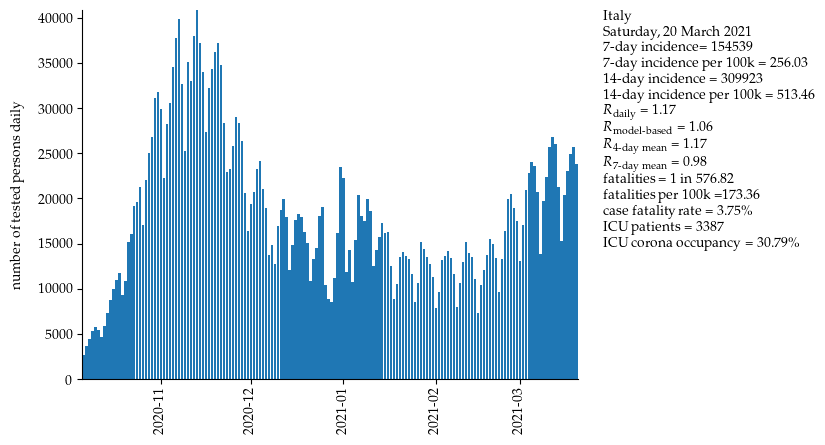 40000
35000
30000
25000
20000
15000
10000
5000
0
number of tested persons daily
2020-11
2020-12
2021-01
2021-02
2021-03
Italy
Saturday, 20 March 2021
7-day incidence= 154539
7-day incidence per 100k = 256.03
14-day incidence = 309923
14-day incidence per 100k = 513.46
R daily = 1.17
R model-based = 1.06
R 4-day mean = 1.17
R 7-day mean = 0.98
fatalities = 1 in 576.82
fatalities per 100k =173.36
case fatality rate = 3.75%
ICU patients = 3387
ICU corona occupancy = 30.79%